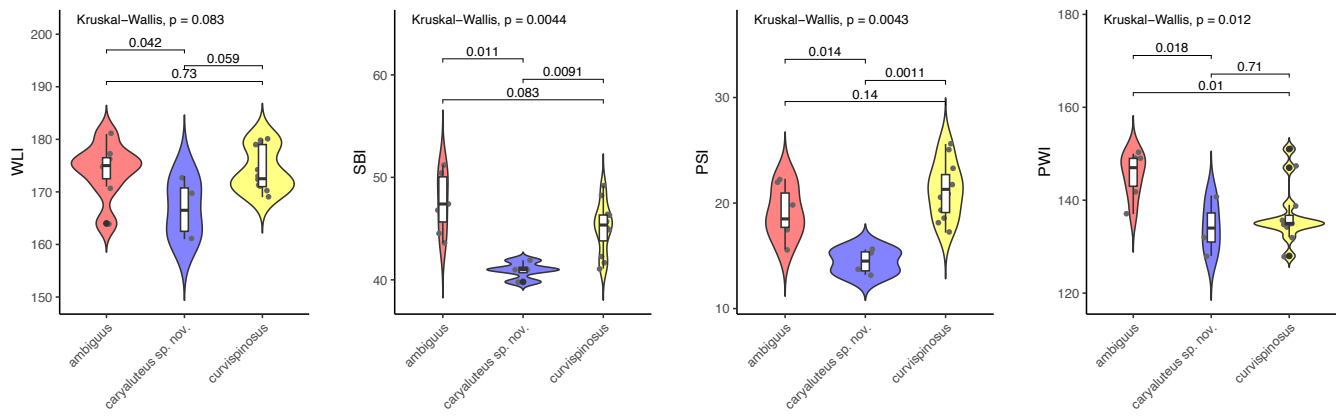 Kruskal−Wallis, p = 0.083
200
190
180
170
160
150
WLI
0.042
0.059
0.73
ambiguus
caryaluteus sp. nov.
curvispinosus
Kruskal−Wallis, p = 0.0044
60
50
40
SBI
0.011
0.0091
0.083
ambiguus
caryaluteus sp. nov.
curvispinosus
Kruskal−Wallis, p = 0.0043
30
20
10
PSI
0.014
0.0011
0.14
ambiguus
caryaluteus sp. nov.
curvispinosus
Kruskal−Wallis, p = 0.012
180
160
140
120
PWI
0.018
0.71
0.01
ambiguus
caryaluteus sp. nov.
curvispinosus